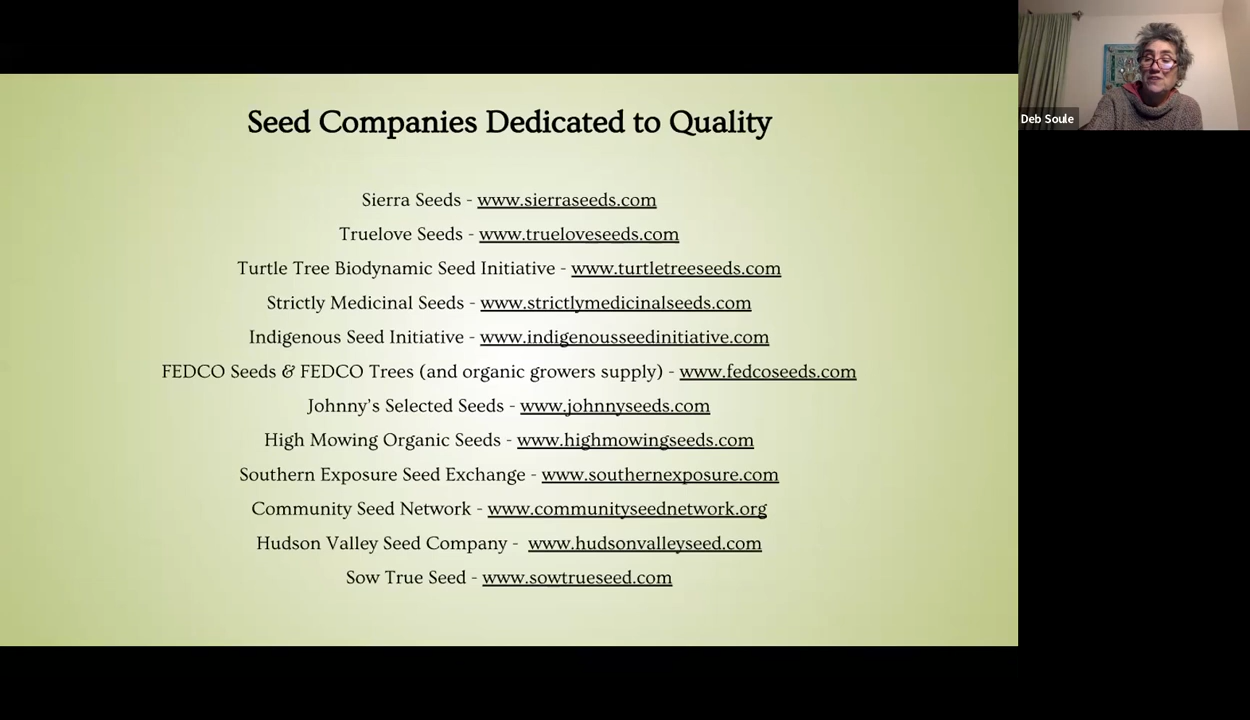 Seed Companies Dedicated to Quality
Sierra Seeds - www.sierraseeds.com
Truelove Seeds - www.trueloveseeds.com
Turtle Tree Biodynamic Seed Initiative - www.turtletreeseeds.com
Strictly Medicinal Seeds - www.strictlymedicinalseeds.com
Indigenous Seed Initiative - www.indigenousseedinitiative.com
FEDCO Seeds & FEDCO Trees (and organic growers supply) - www.fedcoseeds.com
Johnny's Selected Seeds - www.johnnyseeds.com
High Mowing Organic Seeds - www.highmowingseeds.com
Southern Exposure Seed Exchange - www.southernexposure.com
Community Seed Network - www.communityseednetwork.org
Hudson Valley Seed Company - www.hudsonvalleyseed.com
Sow True Seed - www.sowtrueseed.com
Deb Soule